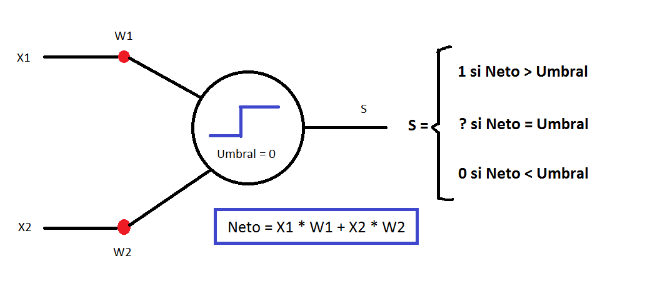 W1
X1
S
1 si Neto > Umbral
S =
? si Neto = Umbral
0 si Neto < Umbral
Umbral = 0
X2
W2
Neto = X1 * W1 + X2 * W2